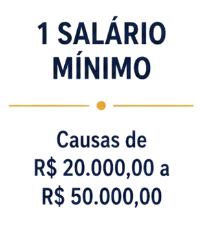 1 SALÁRIO
MÍNIMO
Causas de
R$ 20.000,00 a
R$ 50.000,00